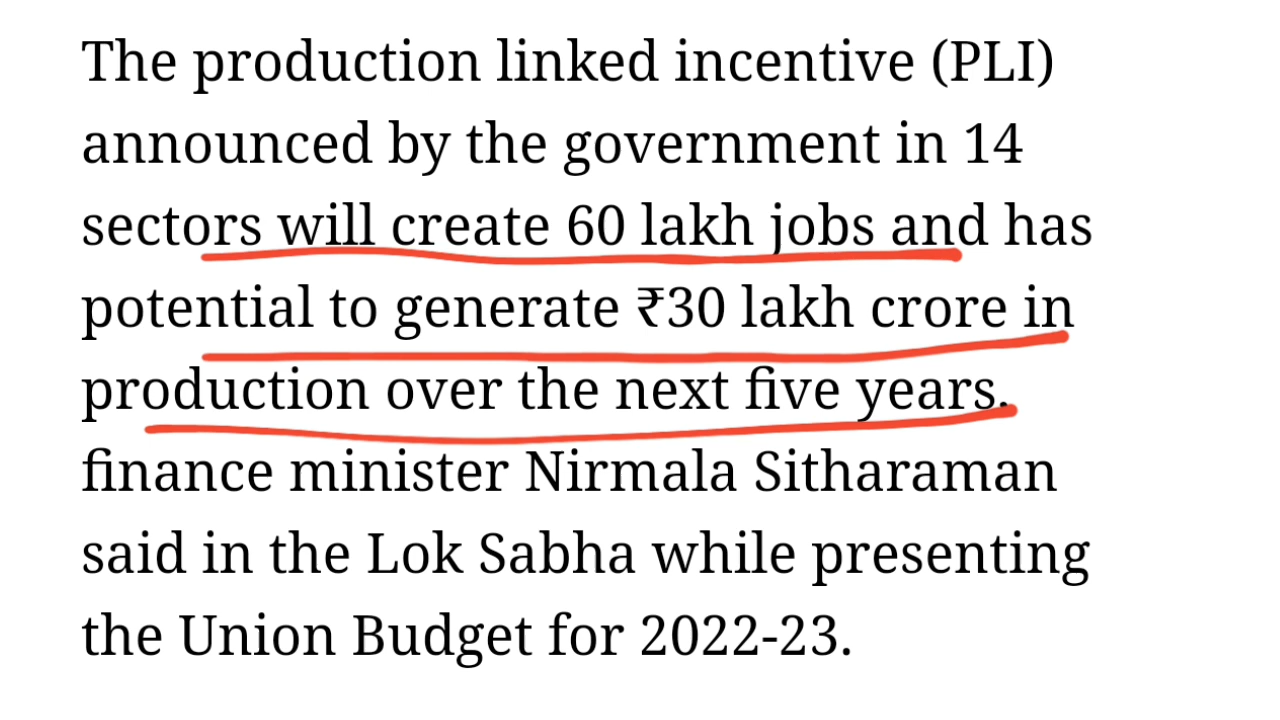 The production linked incentive (PLI)
announced by the government in 14
sectors will create 60 lakh jobs and has
potential to generate ₹30 lakh crore in
production over the next five years.
finance minister Nirmala Sitharaman
said in the Lok Sabha while presenting
the Union Budget for 2022-23.